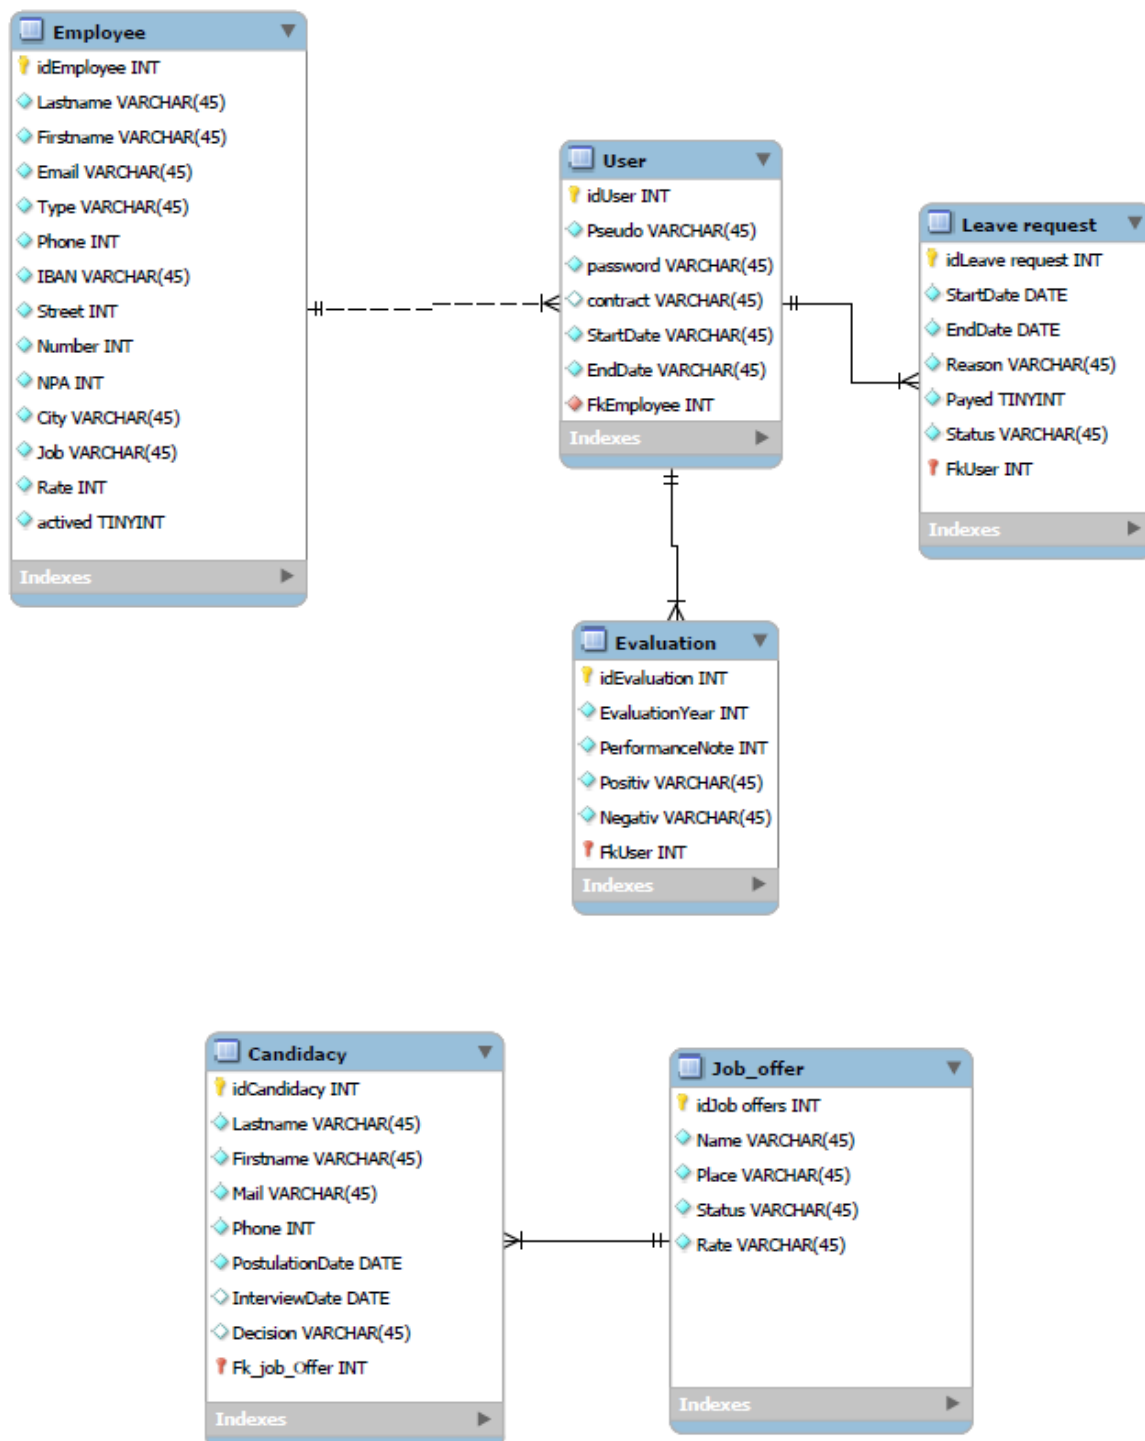 Employee
idEmployee INT
Lastname VARCHAR(45)
Firstname VARCHAR(45)
Email VARCHAR(45)
Type VARCHAR(45)
Phone INT
IBAN VARCHAR(45)
Street INT
Number INT
NPA INT
City VARCHAR(45)
Job VARCHAR(45)
Rate INT
actived TINYINT
Indexes
User
idUser INT
Pseudo VARCHAR(45)
password VARCHAR(45)
contract VARCHAR(45)
StartDate VARCHAR(45)
EndDate VARCHAR(45)
FkEmployee INT
Indexes
Leave request
idLeave request INT
StartDate DATE
EndDate DATE
Reason VARCHAR(45)
Payed TINYINT
Status VARCHAR(45)
FkUser INT
Indexes
Evaluation
idEvaluation INT
EvaluationYear INT
PerformanceNote INT
Positiv VARCHAR(45)
Negativ VARCHAR(45)
FkUser INT
Indexes
Candidacy
idCandidacy INT
Lastname VARCHAR(45)
Firstname VARCHAR(45)
Mail VARCHAR(45)
Phone INT
PostulationDate DATE
InterviewDate DATE
Decision VARCHAR(45)
Fk_job_Offer INT
Indexes
Job_offer
idJob offers INT
Name VARCHAR(45)
Place VARCHAR(45)
Status VARCHAR(45)
Rate VARCHAR(45)
Indexes